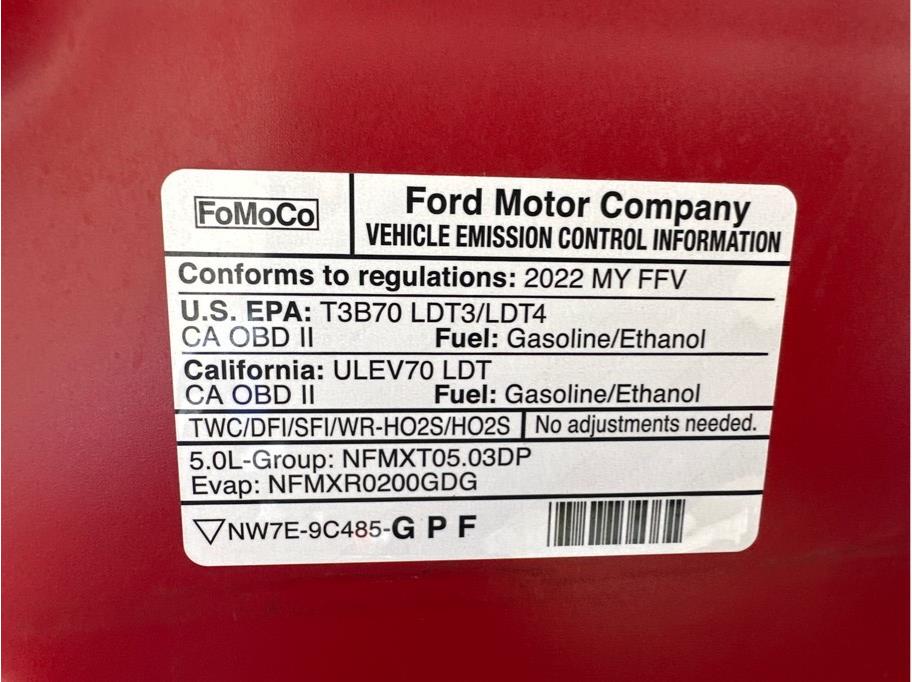 FoMoCo
Ford Motor Company
VEHICLE EMISSION CONTROL INFORMATION
Conforms to regulations: 2022 MY FFV
U.S. EPA: T3B70 LDT3/LDT4
CA OBD II Fuel: Gasoline/Ethanol
California: ULEV70 LDT
CA OBD II Fuel: Gasoline/Ethanol
TWC/DFI/SFI/WR-HO2S/HO2S No adjustments needed.
5.0L-Group: NFMXT05.03DP
Evap: NFMXR0200GDG
NW7E-9C485-G P F